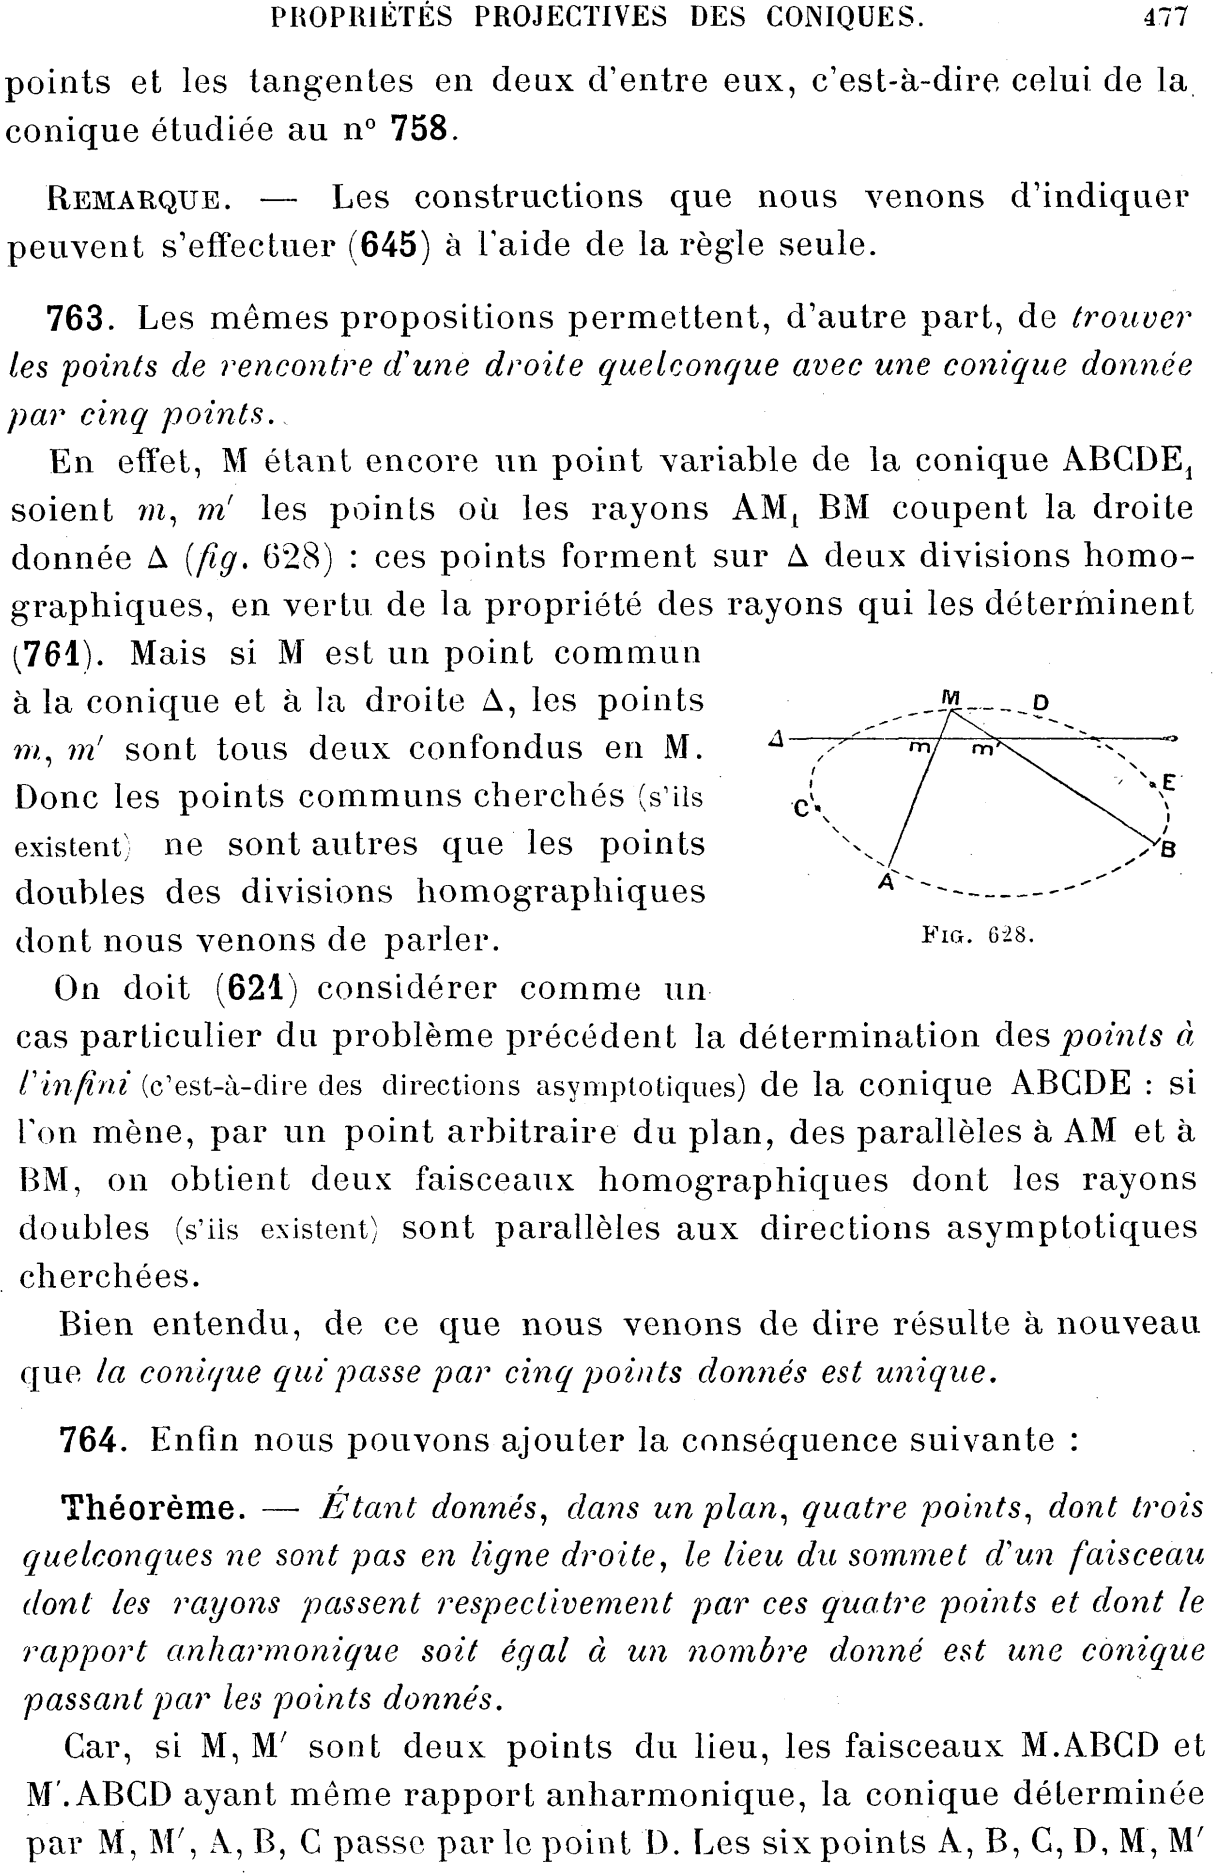 PROPRIÉTÉS PROJECTIVES DES CONIQUES. 477
points et les tangentes en deux d'entre eux, c'est-à-dire celui de la
conique étudiée au nº 758.
REMARQUE. — Les constructions que nous venons d'indiquer
peuvent s'effectuer (645) à l'aide de la règle seule.
763. Les mêmes propositions permettent, d'autre part, de trouver
les points de rencontre d'une droite quelconque avec une conique donnée
par cinq points.
En effet, M étant encore un point variable de la conique ABCDE,
soient m, m′ les points où les rayons AM, BM coupent la droite
donnée Δ (fig. 628) : ces points forment sur Δ deux divisions homo-
graphiques, en vertu de la propriété des rayons qui les déterminent
(761). Mais si M est un point commun
à la conique et à la droite Δ, les points
m, m′ sont tous deux confondus en M.
Donc les points communs cherchés (s'ils
existent) ne sont autres que les points
doubles des divisions homographiques
dont nous venons de parler.
M D
Δ m m′
C E
B
A
FIG. 628.
On doit (621) considérer comme un
cas particulier du problème précédent la détermination des points à
l'infini (c'est-à-dire des directions asymptotiques) de la conique ABCDE : si
l'on mène, par un point arbitraire du plan, des parallèles à AM et à
BM, on obtient deux faisceaux homographiques dont les rayons
doubles (s'ils existent) sont parallèles aux directions asymptotiques
cherchées.
Bien entendu, de ce que nous venons de dire résulte à nouveau
que la conique qui passe par cinq points donnés est unique.
764. Enfin nous pouvons ajouter la conséquence suivante :
Théorème. — Étant donnés, dans un plan, quatre points, dont trois
quelconques ne sont pas en ligne droite, le lieu du sommet d'un faisceau
dont les rayons passent respectivement par ces quatre points et dont le
rapport anharmonique soit égal à un nombre donné est une conique
passant par les points donnés.
Car, si M, M′ sont deux points du lieu, les faisceaux M.ABCD et
M′.ABCD ayant même rapport anharmonique, la conique déterminée
par M, M′, A, B, C passe par le point D. Les six points A, B, C, D, M, M′